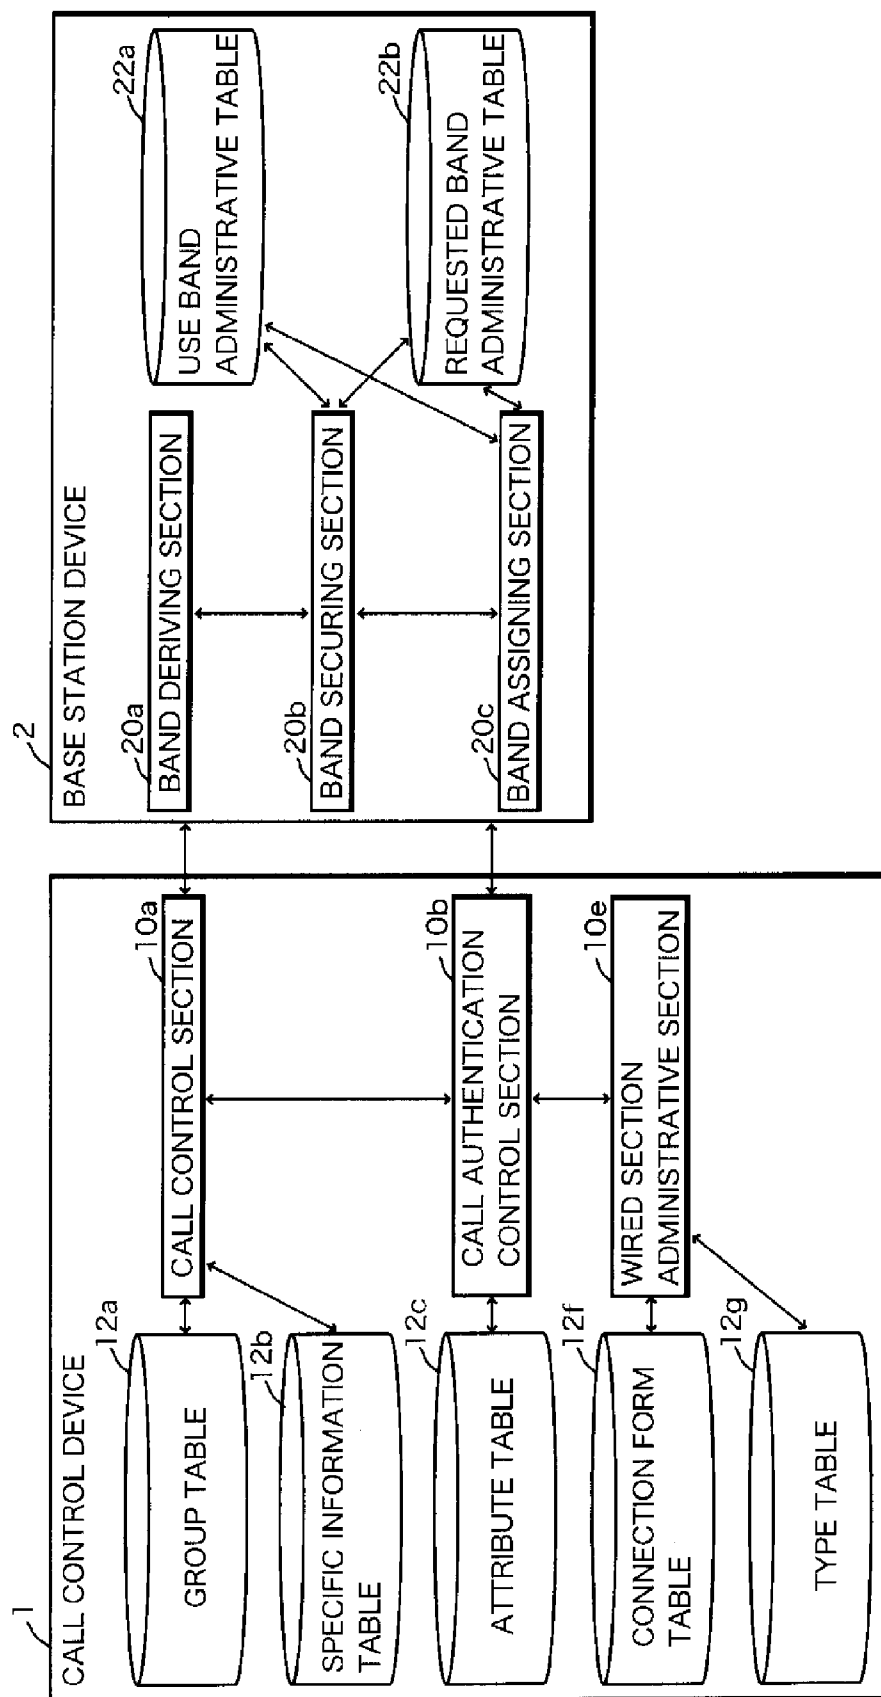 1
CALL CONTROL DEVICE
12a
GROUP TABLE
12b
SPECIFIC INFORMATION
TABLE
12c
ATTRIBUTE TABLE
12f
CONNECTION FORM
TABLE
12g
TYPE TABLE
10a
CALL CONTROL SECTION
10b
CALL AUTHENTICATION
CONTROL SECTION
10e
WIRED SECTION
ADMINISTRATIVE SECTION
2
BASE STATION DEVICE
20a
BAND DERIVING SECTION
20b
BAND SECURING SECTION
20c
BAND ASSIGNING SECTION
22a
USE BAND
ADMINISTRATIVE TABLE
22b
REQUESTED BAND
ADMINISTRATIVE TABLE